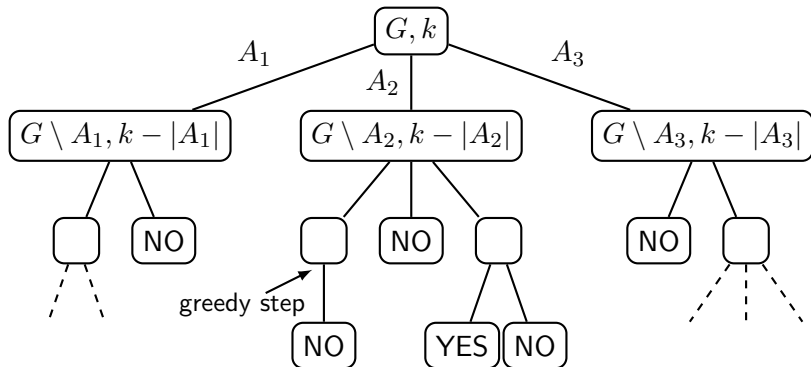 G, k
A₁
A₂
A₃
G \ A₁, k − |A₁|
G \ A₂, k − |A₂|
G \ A₃, k − |A₃|
NO
NO
NO
greedy step
NO
YES
NO